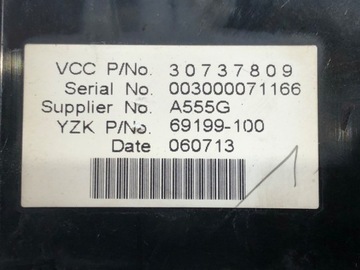 VCC P/No. 30737809
Serial No. 003000071166
Supplier No. A555G
YZK P/No. 69199-100
Date 060713